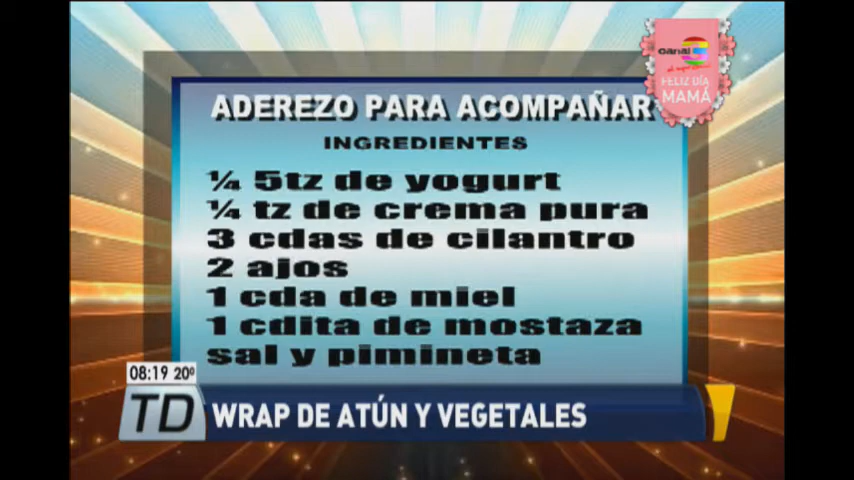 canal 3
FELIZ DÍA
MAMÁ
ADEREZO PARA ACOMPAÑAR
INGREDIENTES
¼ 5tz de yogurt
¼ tz de crema pura
3 cdas de cilantro
2 ajos
1 cda de miel
1 cdita de mostaza
sal y pimineta
08:19 20º
TD WRAP DE ATÚN Y VEGETALES